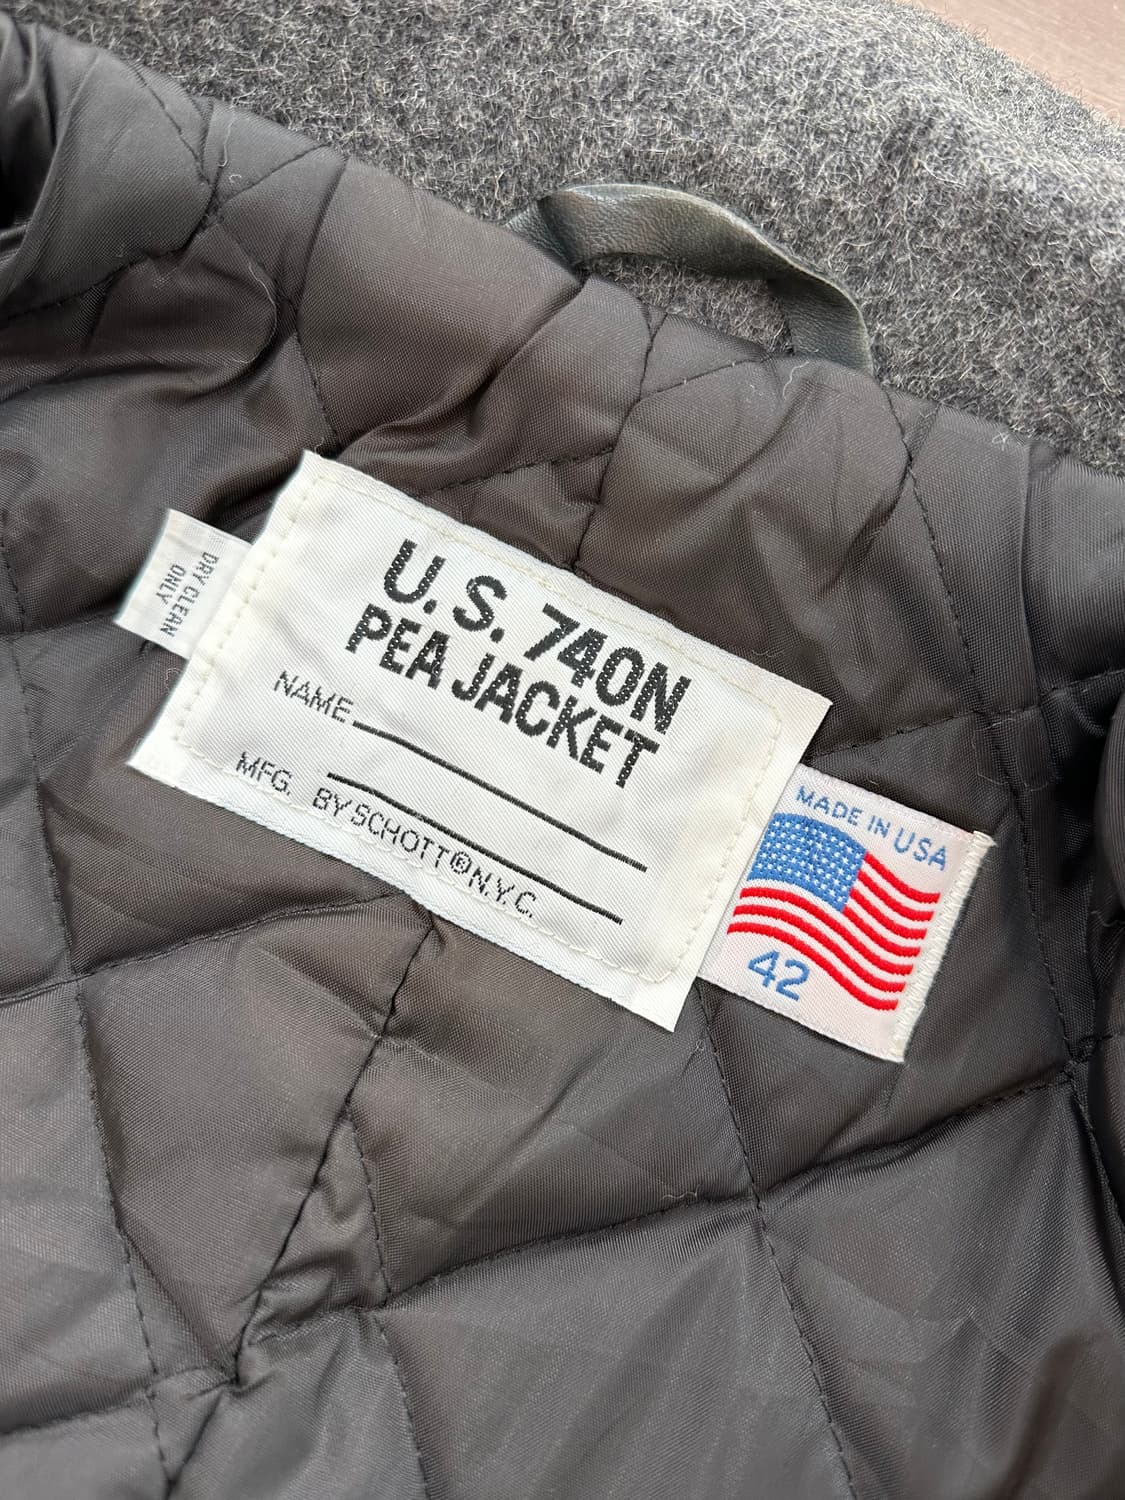 DRY CLEAN
ONLY
U.S. 740N
PEA JACKET
NAME
MFG. BY SCHOTT® N.Y.C.
MADE IN USA
42